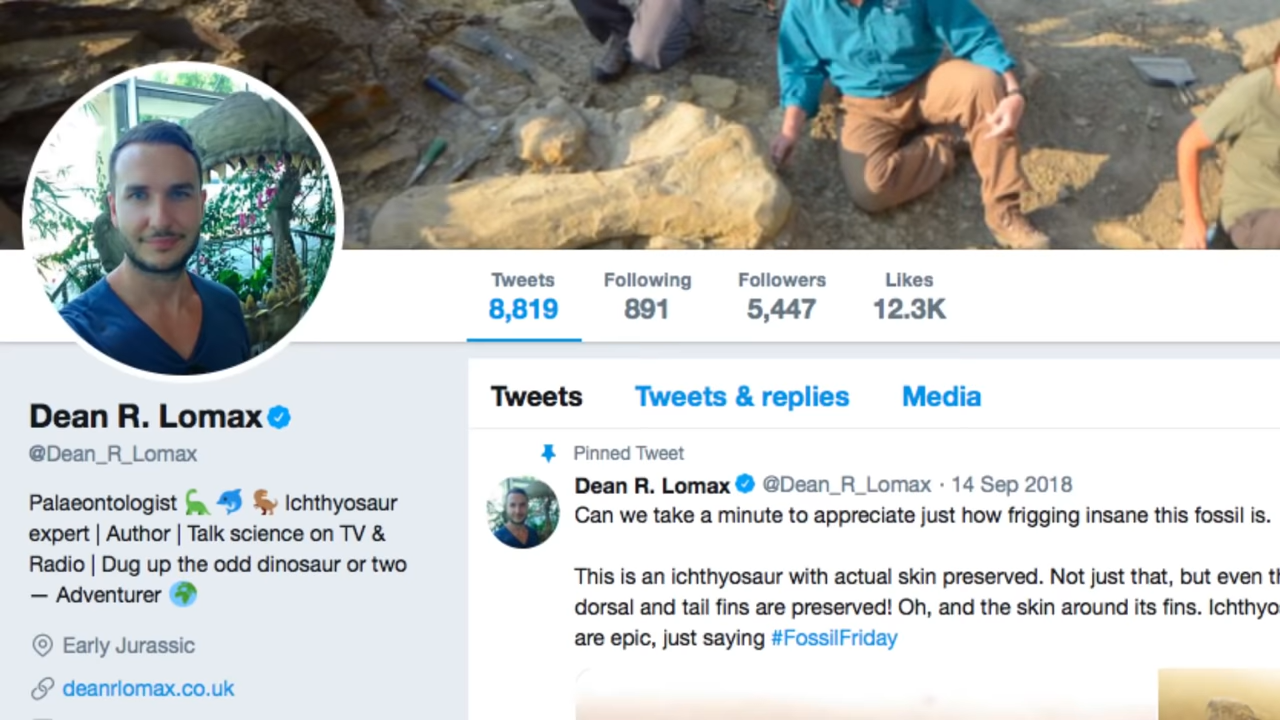 Tweets Following Followers Likes
8,819 891 5,447 12.3K
Dean R. Lomax
@Dean_R_Lomax
Palaeontologist 🦕🐬🦖 Ichthyosaur
expert | Author | Talk science on TV &
Radio | Dug up the odd dinosaur or two
— Adventurer 🌍
Early Jurassic
deanrlomax.co.uk
Tweets Tweets & replies Media
Pinned Tweet
Dean R. Lomax @Dean_R_Lomax · 14 Sep 2018
Can we take a minute to appreciate just how frigging insane this fossil is.
This is an ichthyosaur with actual skin preserved. Not just that, but even
dorsal and tail fins are preserved! Oh, and the skin around its fins.
are epic, just saying #FossilFriday